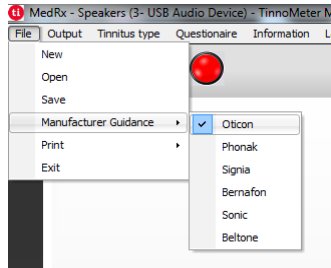 ti MedRx - Speakers (3- USB Audio Device) - TinnoMeter M
File Output Tinnitus type Questionaire Information L
New
Open
Save
Manufacturer Guidance
Print
Exit
Oticon
Phonak
Signia
Bernafon
Sonic
Beltone